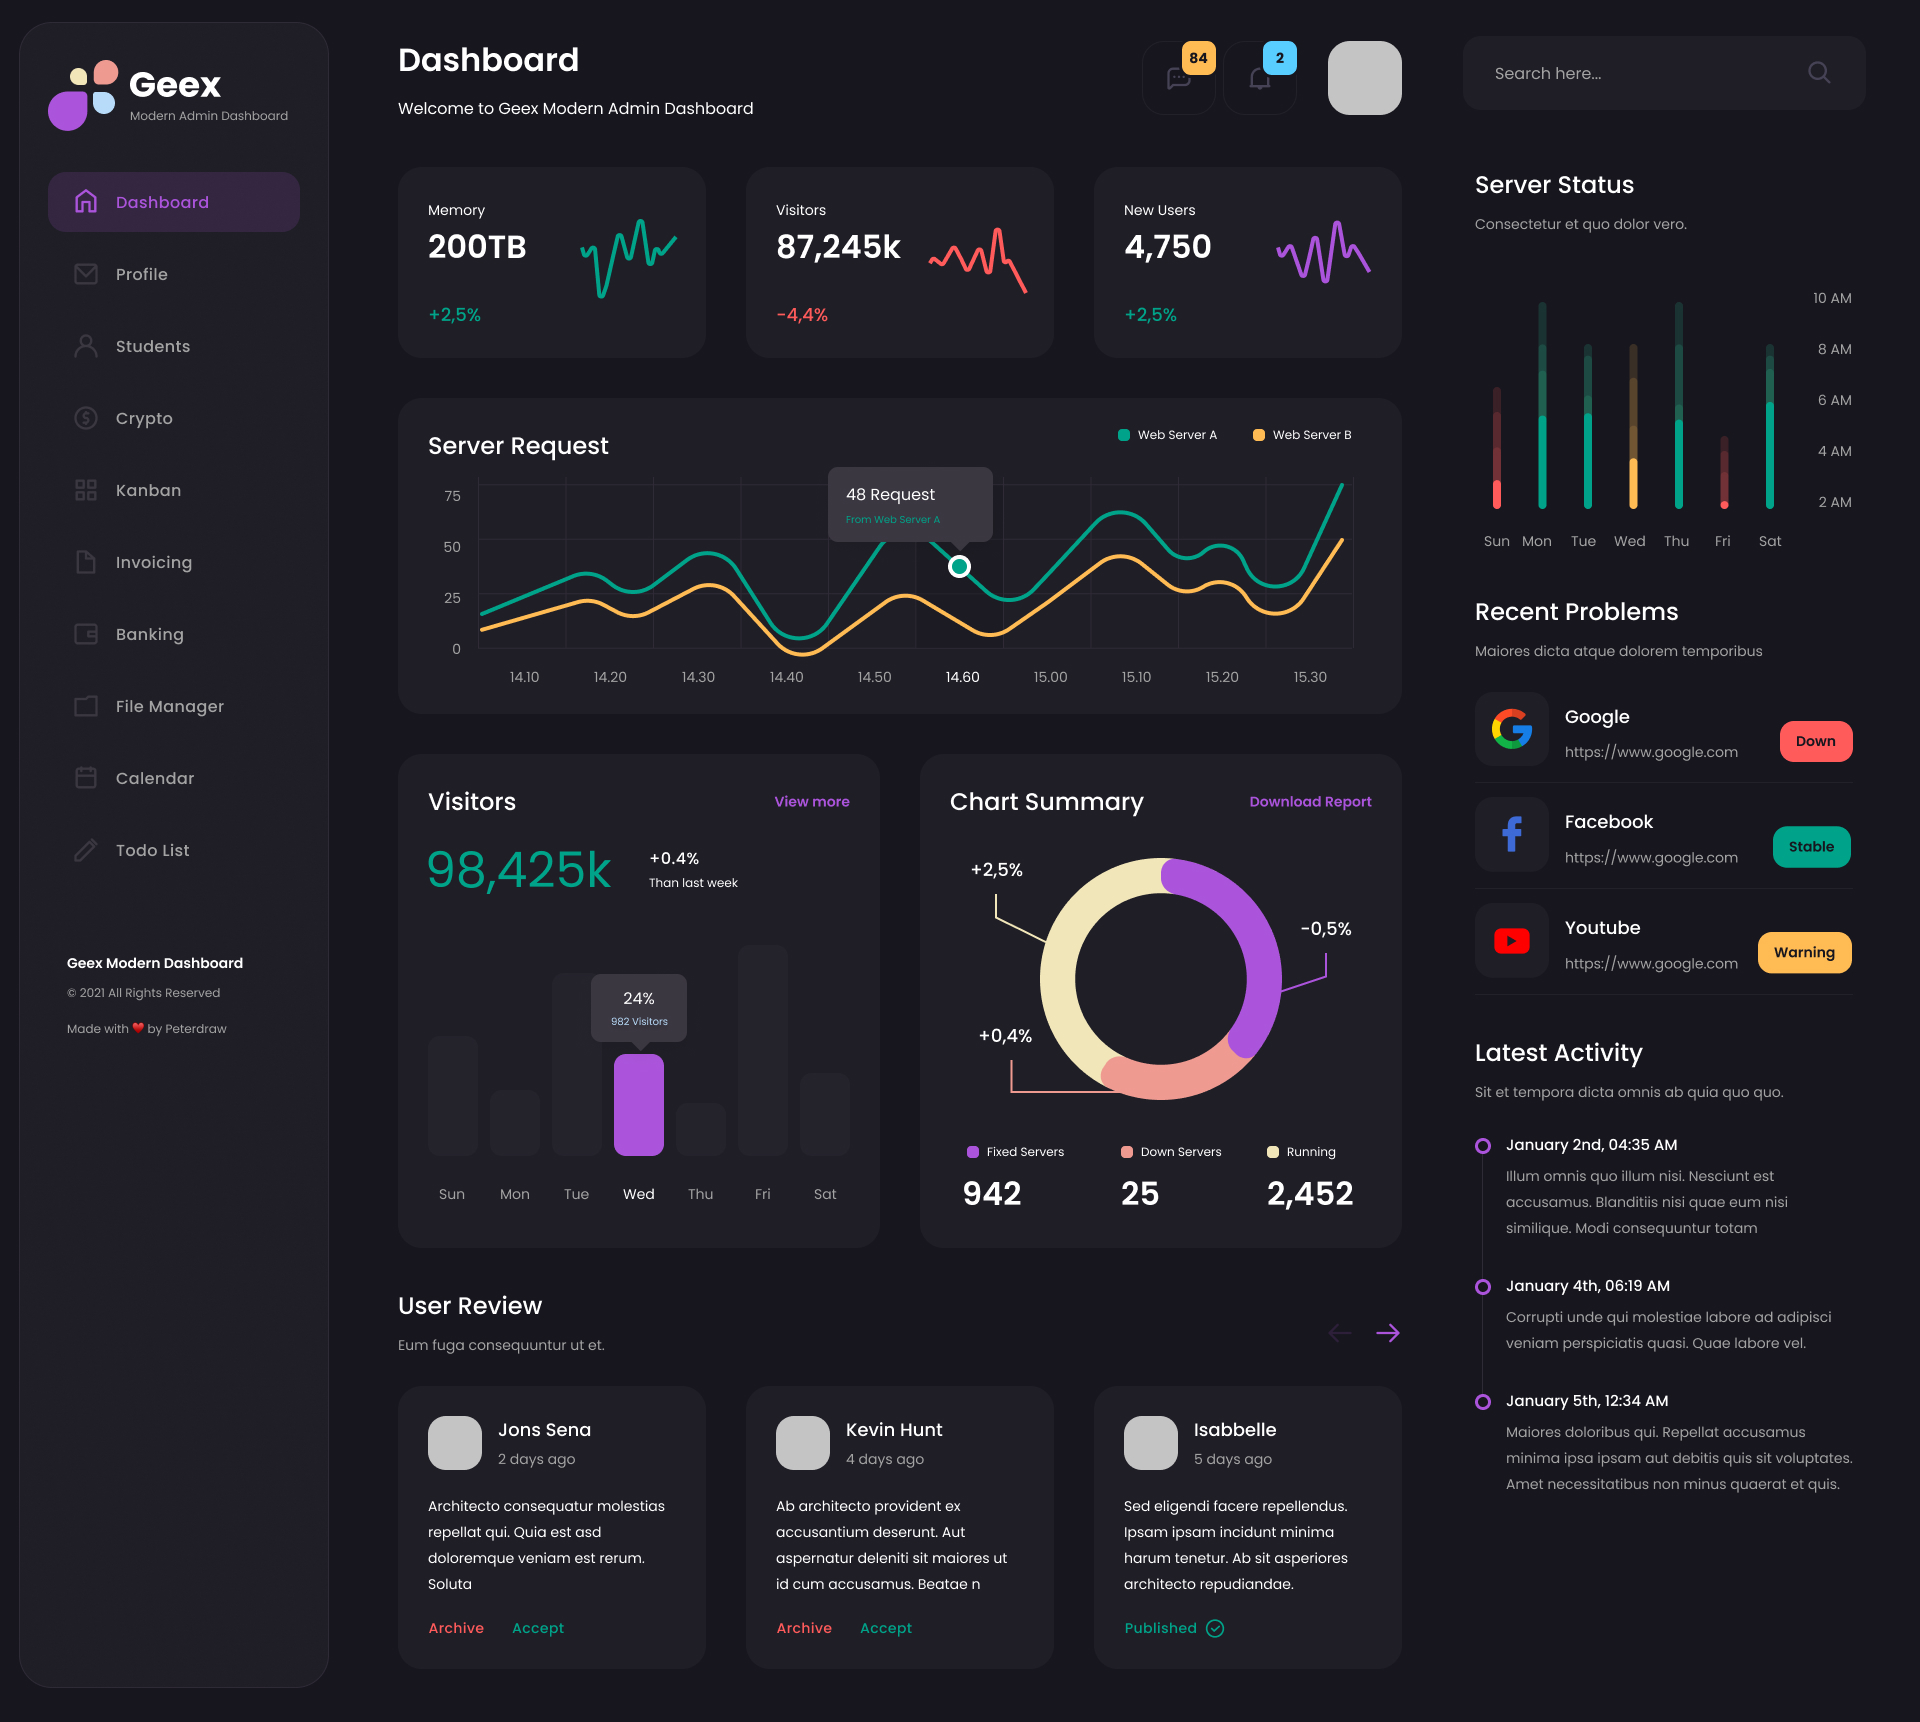 Geex
Modern Admin Dashboard
Dashboard
Profile
Students
Crypto
Kanban
Invoicing
Banking
File Manager
Calendar
Todo List
Geex Modern Dashboard
© 2021 All Rights Reserved
Made with ❤️ by Peterdraw
Dashboard
Welcome to Geex Modern Admin Dashboard
84
2
Search here...
Memory
200TB
+2,5%
Visitors
87,245k
-4,4%
New Users
4,750
+2,5%
Server Request
Web Server A
Web Server B
75
50
25
0
48 Request
From Web Server A
14.10
14.20
14.30
14.40
14.50
14.60
15.00
15.10
15.20
15.30
Visitors
View more
98,425k
+0.4%
Than last week
24%
982 Visitors
Sun
Mon
Tue
Wed
Thu
Fri
Sat
Chart Summary
Download Report
+2,5%
-0,5%
+0,4%
Fixed Servers
942
Down Servers
25
Running
2,452
User Review
Eum fuga consequuntur ut et.
Jons Sena
2 days ago
Architecto consequatur molestias
repellat qui. Quia est asd
doloremque veniam est rerum.
Soluta
Archive
Accept
Kevin Hunt
4 days ago
Ab architecto provident ex
accusantium deserunt. Aut
aspernatur deleniti sit maiores ut
id cum accusamus. Beatae n
Archive
Accept
Isabbelle
5 days ago
Sed eligendi facere repellendus.
Ipsam ipsam incidunt minima
harum tenetur. Ab sit asperiores
architecto repudiandae.
Published
Server Status
Consectetur et quo dolor vero.
10 AM
8 AM
6 AM
4 AM
2 AM
Sun
Mon
Tue
Wed
Thu
Fri
Sat
Recent Problems
Maiores dicta atque dolorem temporibus
Google
https://www.google.com
Down
Facebook
https://www.google.com
Stable
Youtube
https://www.google.com
Warning
Latest Activity
Sit et tempora dicta omnis ab quia quo quo.
January 2nd, 04:35 AM
Illum omnis quo illum nisi. Nesciunt est
accusamus. Blanditiis nisi quae eum nisi
similique. Modi consequuntur totam
January 4th, 06:19 AM
Corrupti unde qui molestiae labore ad adipisci
veniam perspiciatis quasi. Quae labore vel.
January 5th, 12:34 AM
Maiores doloribus qui. Repellat accusamus
minima ipsa ipsam aut debitis quis sit voluptates.
Amet necessitatibus non minus quaerat et quis.